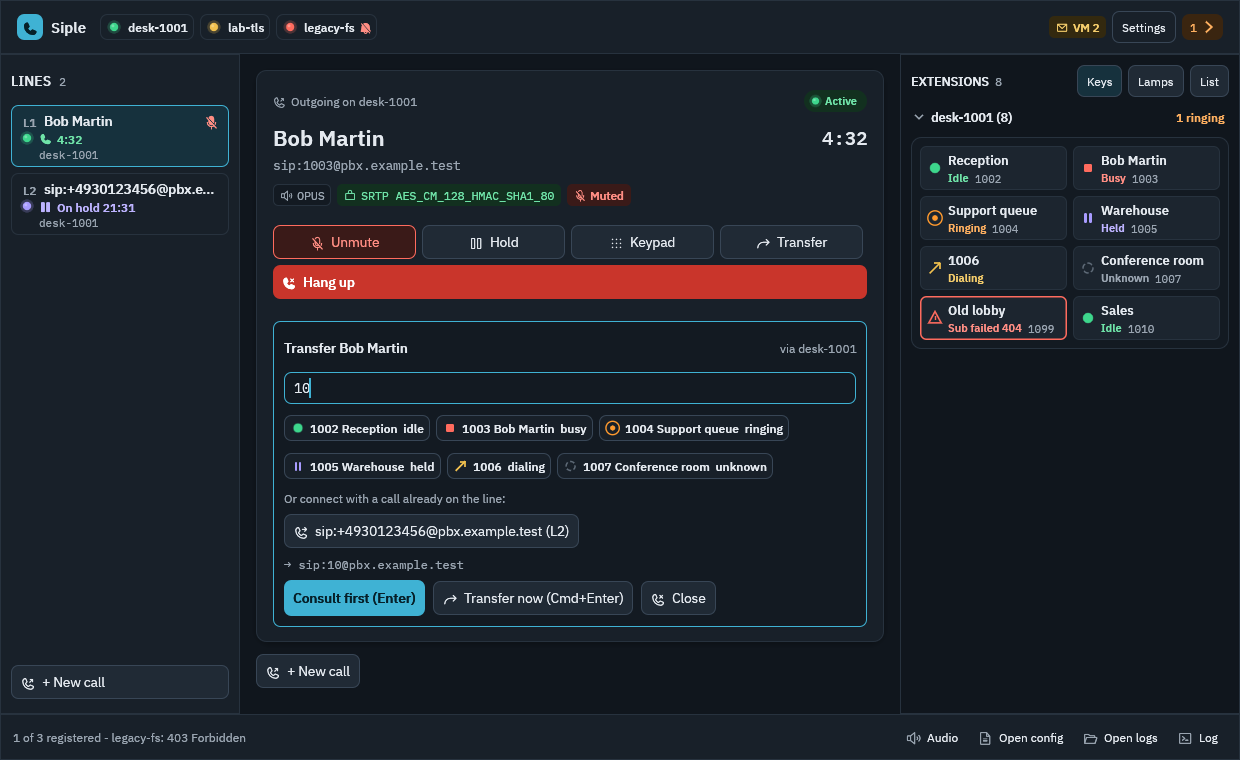 Siple
desk-1001
lab-tls
legacy-fs
VM 2
Settings
1
LINES 2
L1 Bob Martin
4:32
desk-1001
L2 sip:+4930123456@pbx.e...
On hold 21:31
desk-1001
+ New call
Outgoing on desk-1001
Active
Bob Martin
4:32
sip:1003@pbx.example.test
OPUS
SRTP AES_CM_128_HMAC_SHA1_80
Muted
Unmute
Hold
Keypad
Transfer
Hang up
Transfer Bob Martin
via desk-1001
10
1002 Reception idle
1003 Bob Martin busy
1004 Support queue ringing
1005 Warehouse held
1006 dialing
1007 Conference room unknown
Or connect with a call already on the line:
sip:+4930123456@pbx.example.test (L2)
→ sip:10@pbx.example.test
Consult first (Enter)
Transfer now (Cmd+Enter)
Close
+ New call
EXTENSIONS 8
Keys
Lamps
List
desk-1001 (8)
1 ringing
Reception
Idle 1002
Bob Martin
Busy 1003
Support queue
Ringing 1004
Warehouse
Held 1005
1006
Dialing
Conference room
Unknown 1007
Old lobby
Sub failed 404 1099
Sales
Idle 1010
1 of 3 registered - legacy-fs: 403 Forbidden
Audio
Open config
Open logs
Log